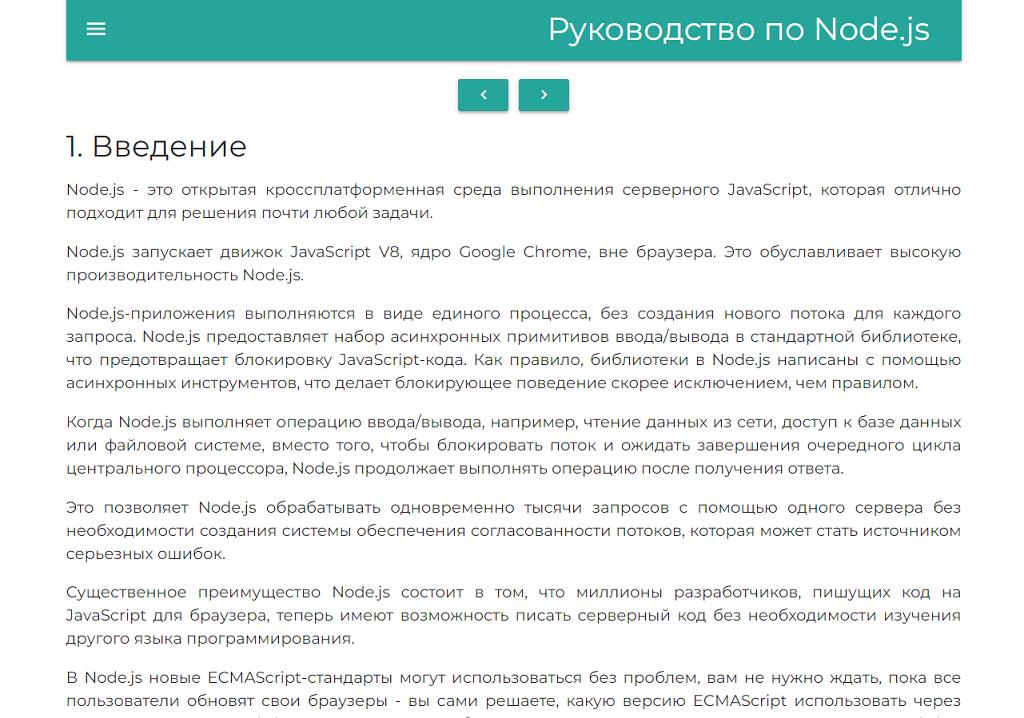 Руководство по Node.js
1. Введение
Node.js - это открытая кроссплатформенная среда выполнения серверного JavaScript, которая отлично
подходит для решения почти любой задачи.
Node.js запускает движок JavaScript V8, ядро Google Chrome, вне браузера. Это обуславливает высокую
производительность Node.js.
Node.js-приложения выполняются в виде единого процесса, без создания нового потока для каждого
запроса. Node.js предоставляет набор асинхронных примитивов ввода/вывода в стандартной библиотеке,
что предотвращает блокировку JavaScript-кода. Как правило, библиотеки в Node.js написаны с помощью
асинхронных инструментов, что делает блокирующее поведение скорее исключением, чем правилом.
Когда Node.js выполняет операцию ввода/вывода, например, чтение данных из сети, доступ к базе данных
или файловой системе, вместо того, чтобы блокировать поток и ожидать завершения очередного цикла
центрального процессора, Node.js продолжает выполнять операцию после получения ответа.
Это позволяет Node.js обрабатывать одновременно тысячи запросов с помощью одного сервера без
необходимости создания системы обеспечения согласованности потоков, которая может стать источником
серьезных ошибок.
Существенное преимущество Node.js состоит в том, что миллионы разработчиков, пишущих код на
JavaScript для браузера, теперь имеют возможность писать серверный код без необходимости изучения
другого языка программирования.
В Node.js новые ECMAScript-стандарты могут использоваться без проблем, вам не нужно ждать, пока все
пользователи обновят свои браузеры - вы сами решаете, какую версию ECMAScript использовать через